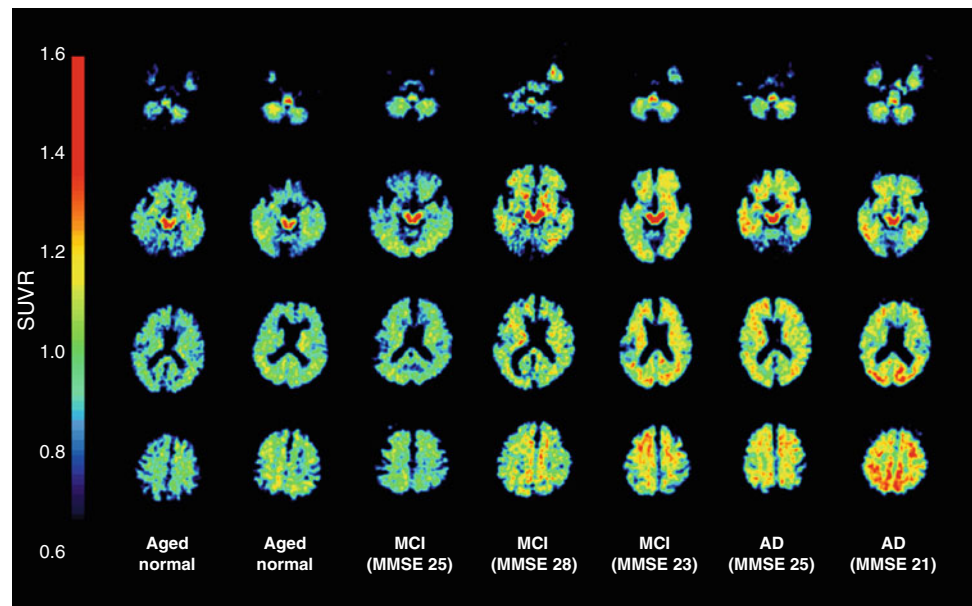 1.6
1.4
1.2
SUVR
1.0
0.8
0.6
Aged normal
Aged normal
MCI (MMSE 25)
MCI (MMSE 28)
MCI (MMSE 23)
AD (MMSE 25)
AD (MMSE 21)